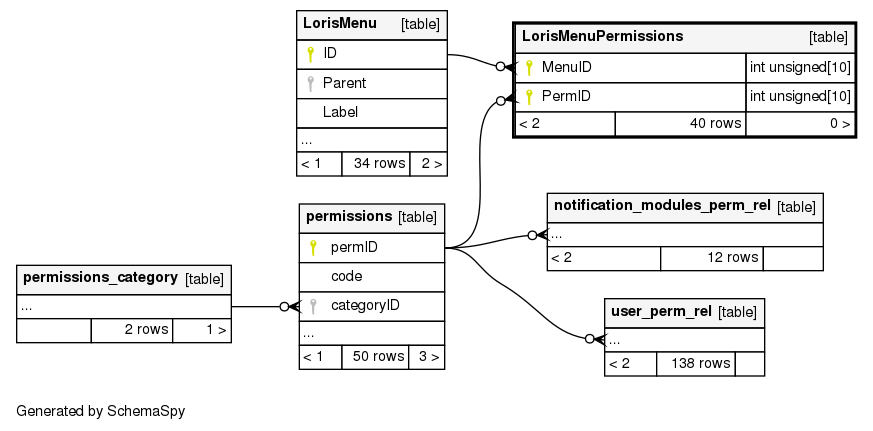 LorisMenu [table]
ID
Parent
Label
...
< 1 34 rows 2 >
LorisMenuPermissions [table]
MenuID int unsigned[10]
PermID int unsigned[10]
< 2 40 rows 0 >
permissions [table]
permID
code
categoryID
...
< 1 50 rows 3 >
notification_modules_perm_rel [table]
...
< 2 12 rows
permissions_category [table]
...
2 rows 1 >
user_perm_rel [table]
...
< 2 138 rows
Generated by SchemaSpy